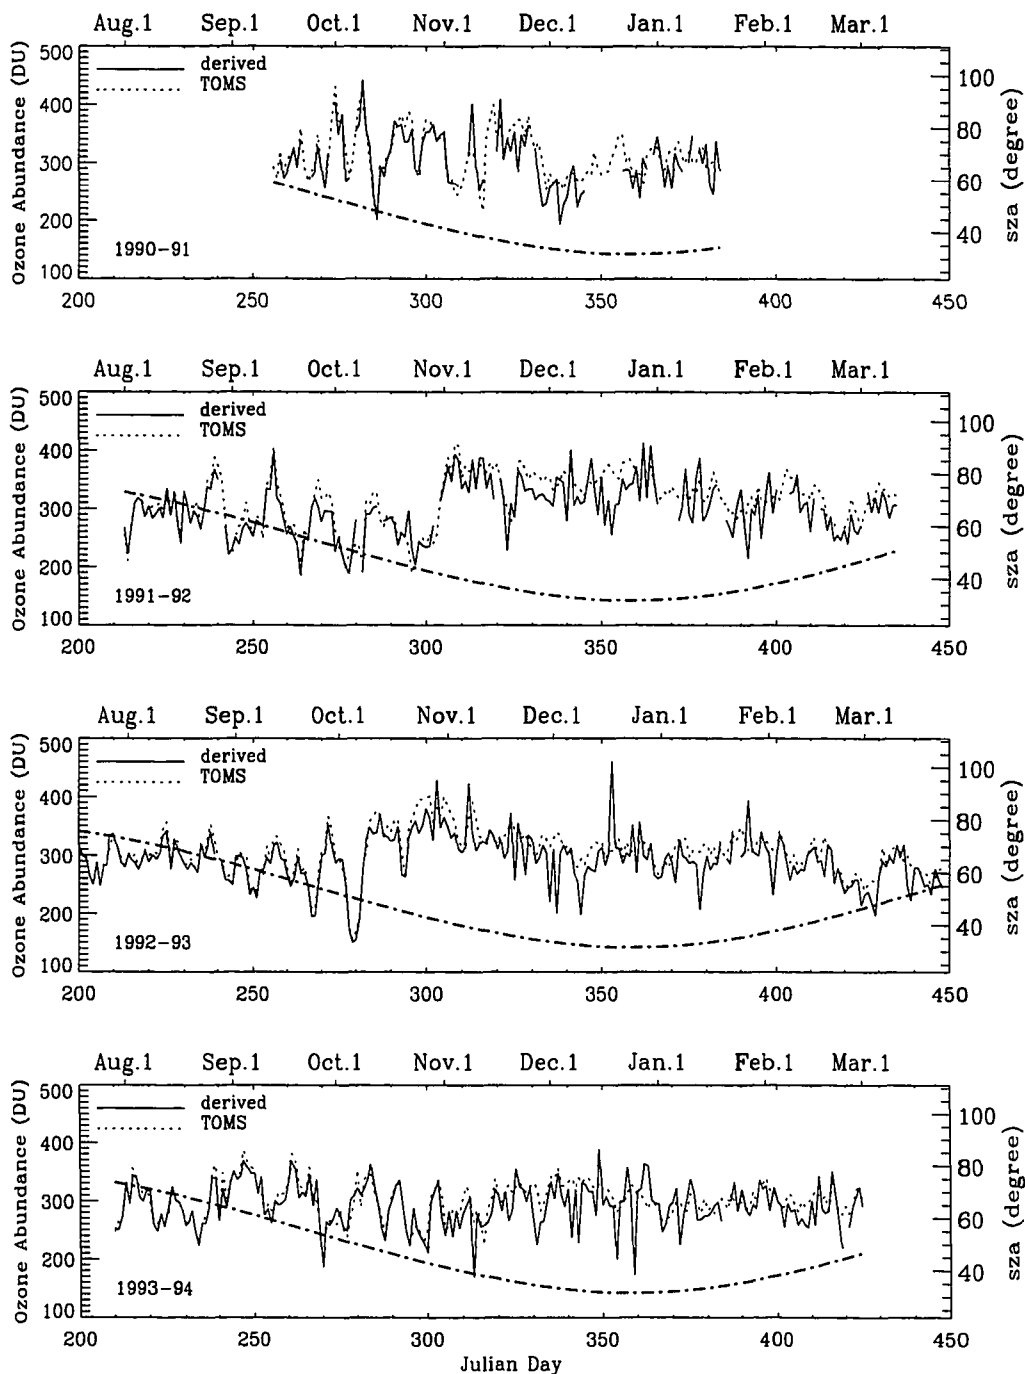 Aug.1 Sep.1 Oct.1 Nov.1 Dec.1 Jan.1 Feb.1 Mar.1
Ozone Abundance (DU)
500
400
300
200
100
derived
TOMS
1990-91
100
80
60
40
sza (degree)
200 250 300 350 400 450
Aug.1 Sep.1 Oct.1 Nov.1 Dec.1 Jan.1 Feb.1 Mar.1
Ozone Abundance (DU)
500
400
300
200
100
derived
TOMS
1991-92
100
80
60
40
sza (degree)
200 250 300 350 400 450
Aug.1 Sep.1 Oct.1 Nov.1 Dec.1 Jan.1 Feb.1 Mar.1
Ozone Abundance (DU)
500
400
300
200
100
derived
TOMS
1992-93
100
80
60
40
sza (degree)
200 250 300 350 400 450
Aug.1 Sep.1 Oct.1 Nov.1 Dec.1 Jan.1 Feb.1 Mar.1
Ozone Abundance (DU)
500
400
300
200
100
derived
TOMS
1993-94
100
80
60
40
sza (degree)
200 250 300 350 400 450
Julian Day